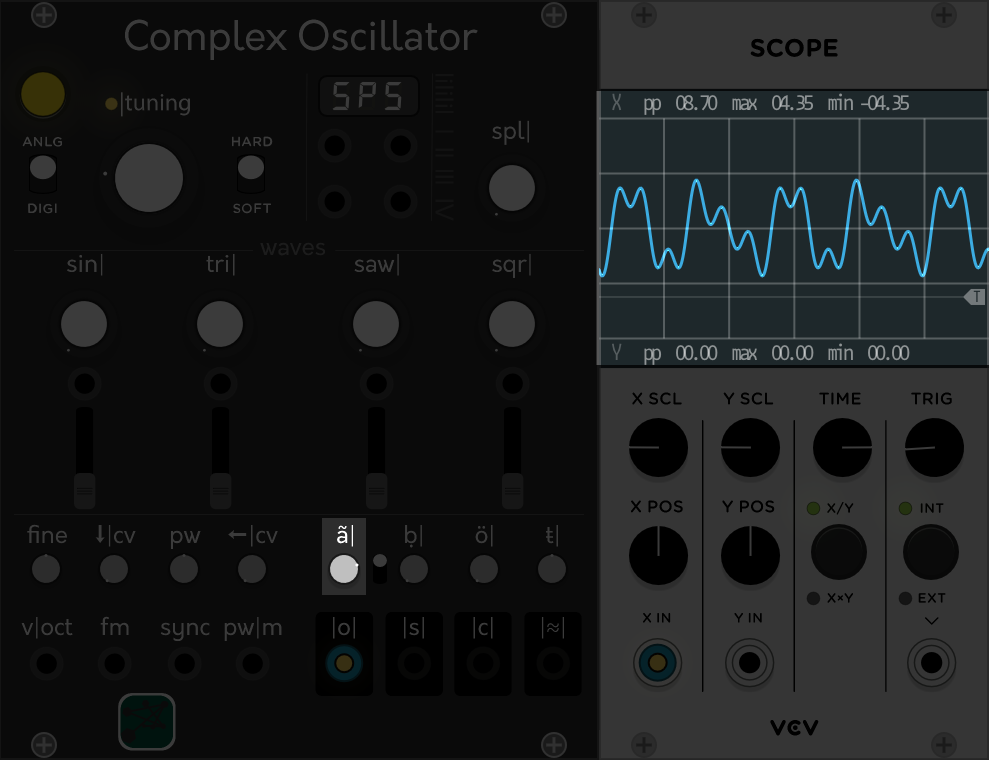 Complex Oscillator
SCOPE
SPS
|tuning
spl|
ANLG
HARD
DIGI
SOFT
waves
sin| tri| saw| sqr|
fine ↓|cv pw ←|cv ã| ḅ| ö| ŧ|
v|oct fm sync pw|m |o| |s| |c| |≈|
X pp 08.70 max 04.35 min -04.35
T
Y pp 00.00 max 00.00 min 00.00
X SCL Y SCL TIME TRIG
X POS Y POS X/Y INT
X×Y EXT
X IN Y IN
VCV